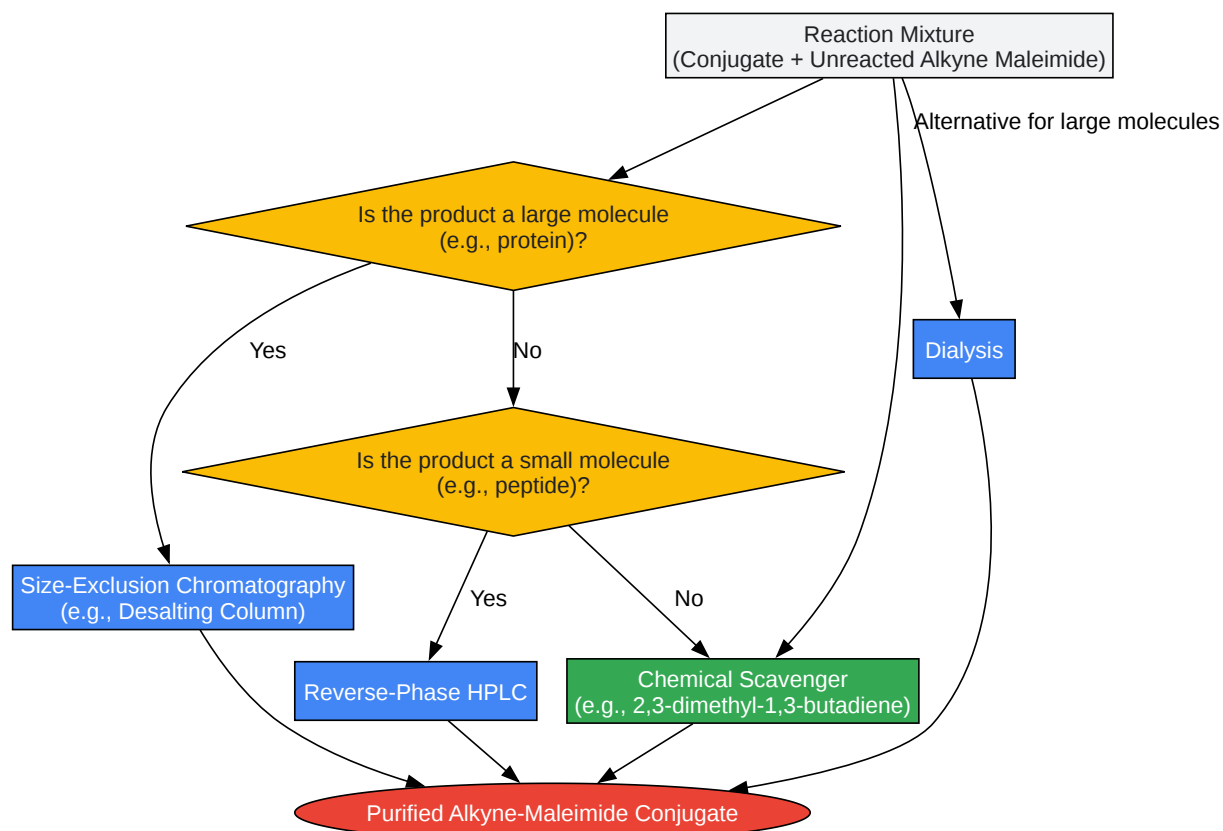 Reaction Mixture
(Conjugate + Unreacted Alkyne Maleimide)
Alternative for large molecules
Is the product a large molecule
(e.g., protein)?
Yes
No
Dialysis
Is the product a small molecule
(e.g., peptide)?
Size-Exclusion Chromatography
(e.g., Desalting Column)
Yes
No
Reverse-Phase HPLC
Chemical Scavenger
(e.g., 2,3-dimethyl-1,3-butadiene)
Purified Alkyne-Maleimide Conjugate